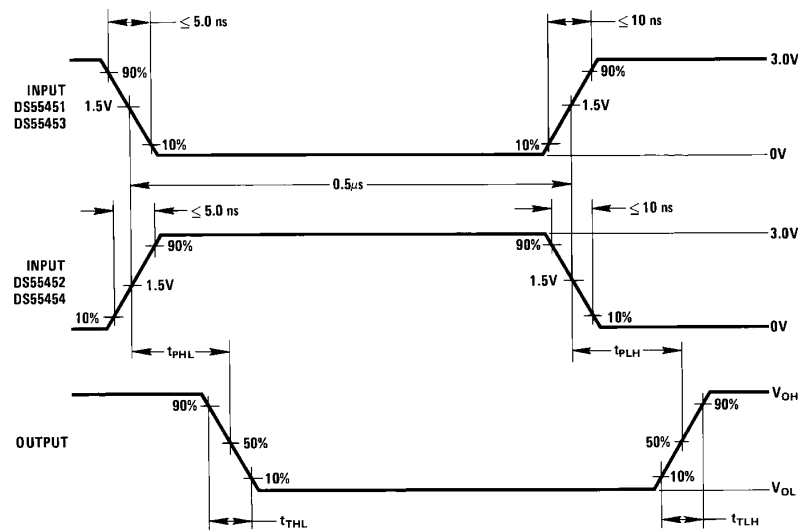 ≤ 5.0 ns
≤ 10 ns
90%
90%
3.0V
INPUT
DS55451
DS55453
1.5V
1.5V
10%
10%
0V
0.5μs
≤ 5.0 ns
≤ 10 ns
90%
90%
3.0V
INPUT
DS55452
DS55454
1.5V
1.5V
10%
10%
0V
tPHL
tPLH
VOH
90%
90%
OUTPUT
50%
50%
10%
10%
VOL
tTHL
tTLH